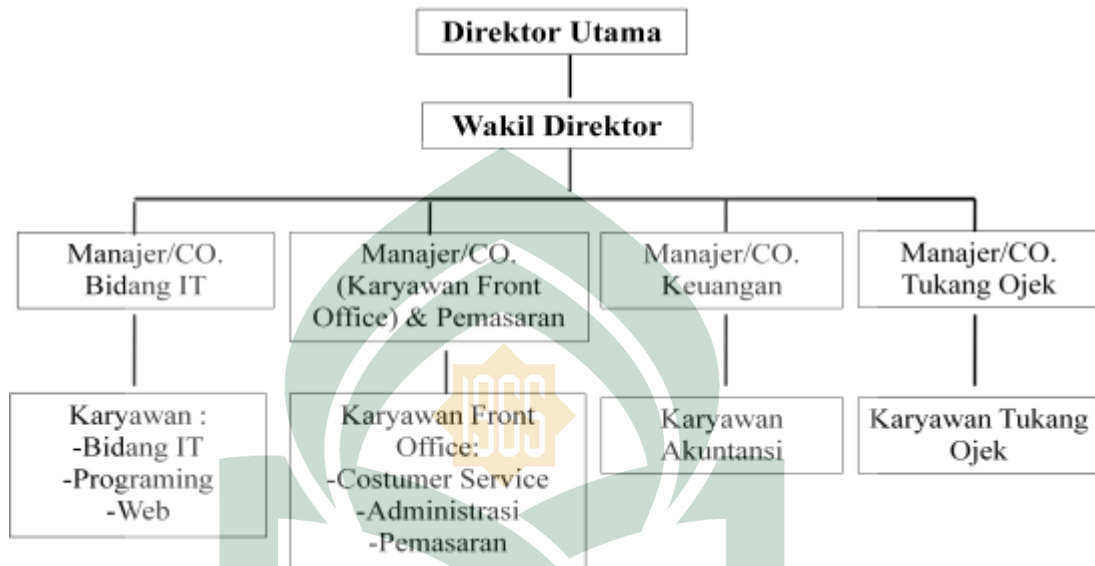 Direktor Utama
Wakil Direktor
Manajer/CO.
Bidang IT
Manajer/CO.
(Karyawan Front
Office) & Pemasaran
Manajer/CO.
Keuangan
Manajer/CO.
Tukang Ojek
Karyawan :
-Bidang IT
-Programing
-Web
Karyawan Front
Office:
-Costumer Service
-Administrasi
-Pemasaran
Karyawan
Akuntansi
Karyawan Tukang
Ojek
1965